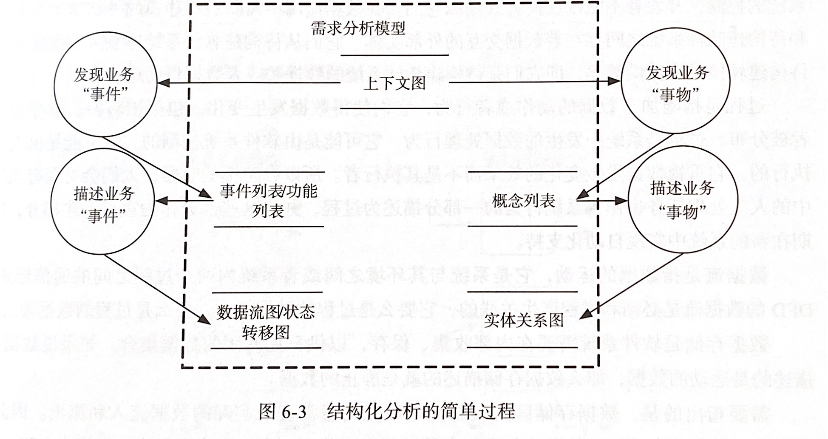 需求分析模型
发现业务
“事件”
上下文图
发现业务
“事物”
描述业务
“事件”
事件列表/功能
列表
概念列表
描述业务
“事物”
数据流图/状态
转移图
实体关系图
图 6-3 结构化分析的简单过程